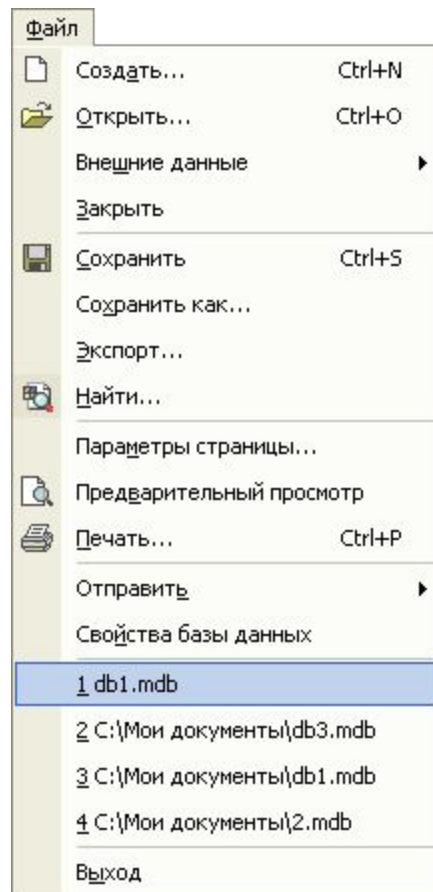 Файл
Создать... Ctrl+N
Открыть... Ctrl+O
Внешние данные
Закрыть
Сохранить Ctrl+S
Сохранить как...
Экспорт...
Найти...
Параметры страницы...
Предварительный просмотр
Печать... Ctrl+P
Отправить
Свойства базы данных
1 db1.mdb
2 C:\Мои документы\db3.mdb
3 C:\Мои документы\db1.mdb
4 C:\Мои документы\2.mdb
Выход